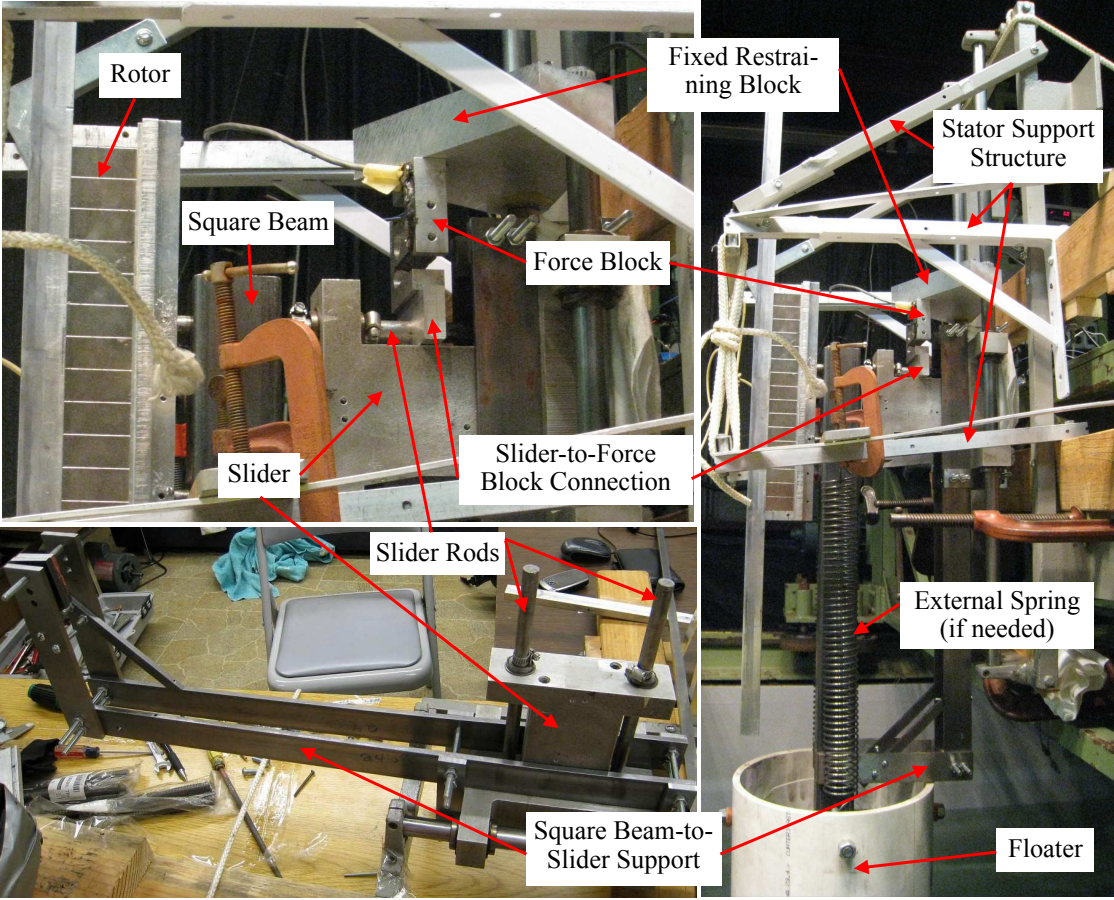 Rotor
Fixed Restrai-
ning Block
Stator Support
Structure
Square Beam
Force Block
Slider
Slider-to-Force
Block Connection
Slider Rods
External Spring
(if needed)
Square Beam-to-
Slider Support
Floater